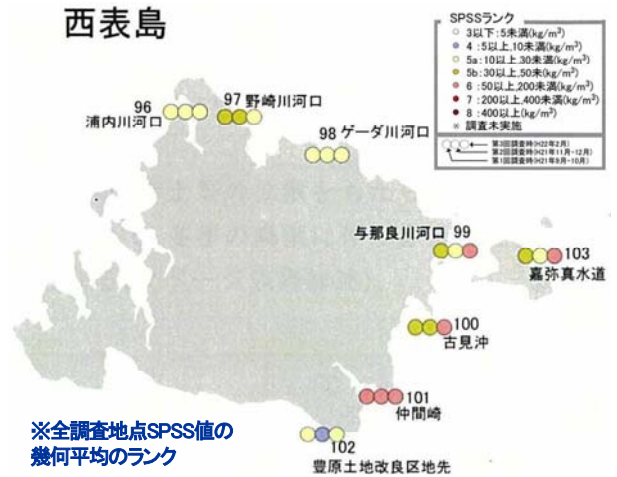 西表島
SPSSランク
3以下:5未満(kg/m³)
4:5以上,10未満(kg/m³)
5a:10以上,30未満(kg/m³)
5b:30以上,50未(kg/m³)
6:50以上,200未満(kg/m³)
7:200以上,400未満(kg/m³)
8:400以上(kg/m³)
※ 調査未実施
第3回調査時(H22年2月)
第2回調査時(H21年11月-12月)
第1回調査時(H21年9月-10月)
96
浦内川河口
97 野崎川河口
98 ゲーダ川河口
与那良川河口 99
103
嘉弥真水道
100
古見沖
101
仲間崎
102
豊原土地改良区地先
※全調査地点SPSS値の
幾何平均のランク